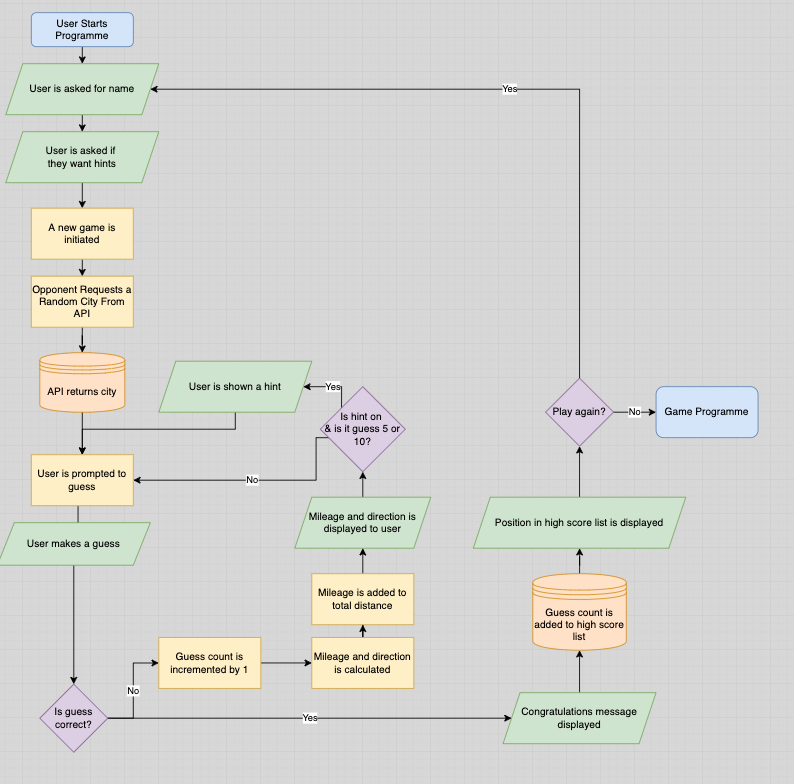 User Starts
Programme
User is asked for name
Yes
User is asked if
they want hints
A new game is
initiated
Opponent Requests a
Random City From
API
API returns city
User is shown a hint
Yes
Is hint on
& is it guess 5 or
10?
Play again?
No
Game Programme
User is prompted to
guess
No
User makes a guess
Mileage and direction is
displayed to user
Position in high score list is displayed
Mileage is added to
total distance
Guess count is
added to high score
list
Guess count is
incremented by 1
Mileage and direction
is calculated
No
Is guess
correct?
Yes
Congratulations message
displayed